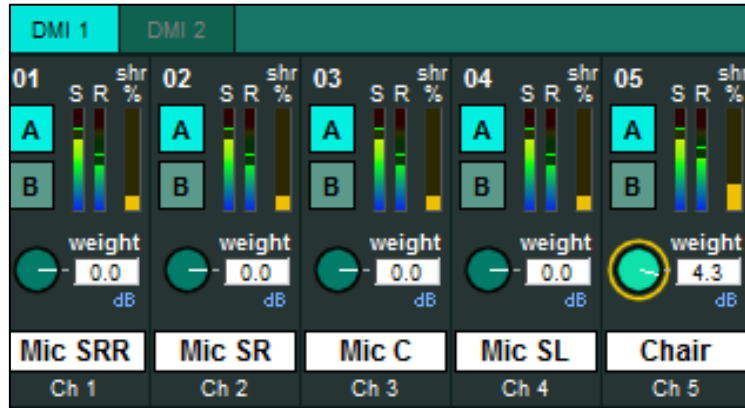 DMI 1 DMI 2
01 S R shr % 02 S R shr % 03 S R shr % 04 S R shr % 05 S R shr %
A A A A A
B B B B B
weight weight weight weight weight
0.0 0.0 0.0 0.0 4.3
dB dB dB dB dB
Mic SRR Mic SR Mic C Mic SL Chair
Ch 1 Ch 2 Ch 3 Ch 4 Ch 5